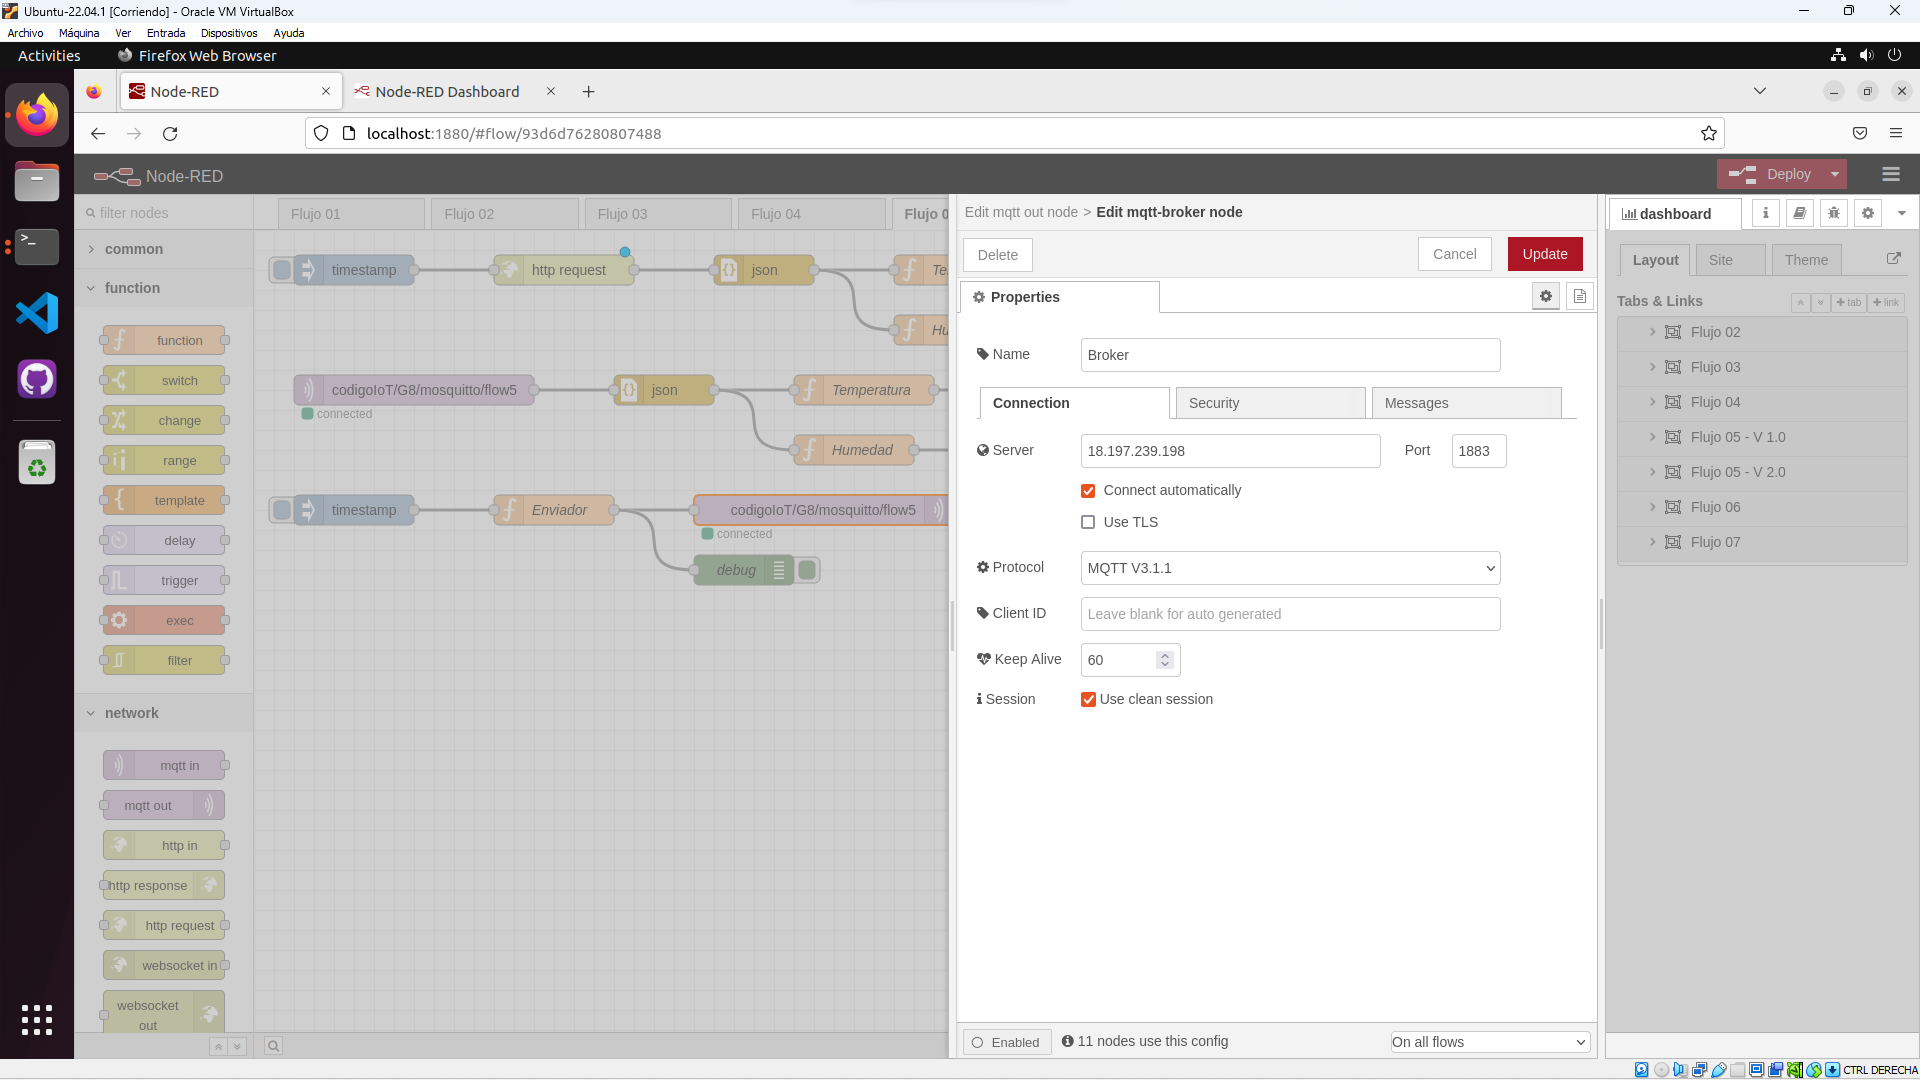 Ubuntu-22.04.1 [Corriendo] - Oracle VM VirtualBox
Archivo Máquina Ver Entrada Dispositivos Ayuda
Activities Firefox Web Browser
Node-RED
Node-RED Dashboard
localhost:1880/#flow/93d6d76280807488
Node-RED
Deploy
filter nodes
common
function
function
switch
change
range
template
delay
trigger
exec
filter
network
mqtt in
mqtt out
http in
http response
http request
websocket in
websocket
out
Flujo 01
Flujo 02
Flujo 03
Flujo 04
Flujo 0
timestamp
http request
json
Te
Hu
codigoIoT/G8/mosquitto/flow5
connected
json
Temperatura
Humedad
timestamp
Enviador
codigoIoT/G8/mosquitto/flow5
connected
debug
Edit mqtt out node > Edit mqtt-broker node
Delete
Cancel
Update
Properties
Name
Broker
Connection
Security
Messages
Server
18.197.239.198
Port
1883
Connect automatically
Use TLS
Protocol
MQTT V3.1.1
Client ID
Leave blank for auto generated
Keep Alive
60
Session
Use clean session
Enabled
11 nodes use this config
On all flows
dashboard
Layout
Site
Theme
Tabs & Links
tab
link
Flujo 02
Flujo 03
Flujo 04
Flujo 05 - V 1.0
Flujo 05 - V 2.0
Flujo 06
Flujo 07
CTRL DERECHA